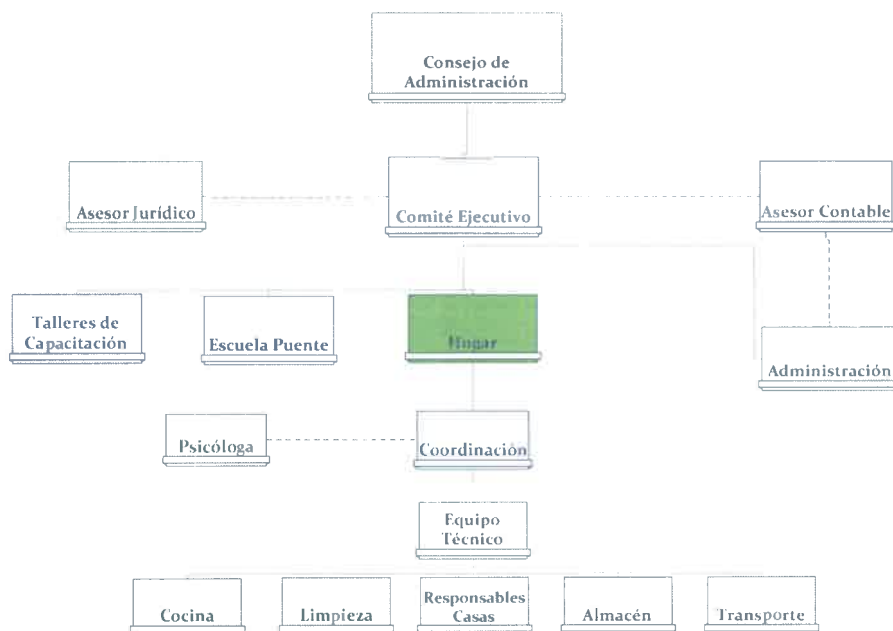 Consejo de
Administración
Asesor Jurídico
Comité Ejecutivo
Asesor Contable
Talleres de
Capacitación
Escuela Puente
Hogar
Administración
Psicóloga
Coordinación
Equipo
Técnico
Cocina
Limpieza
Responsables
Casas
Almacén
Transporte